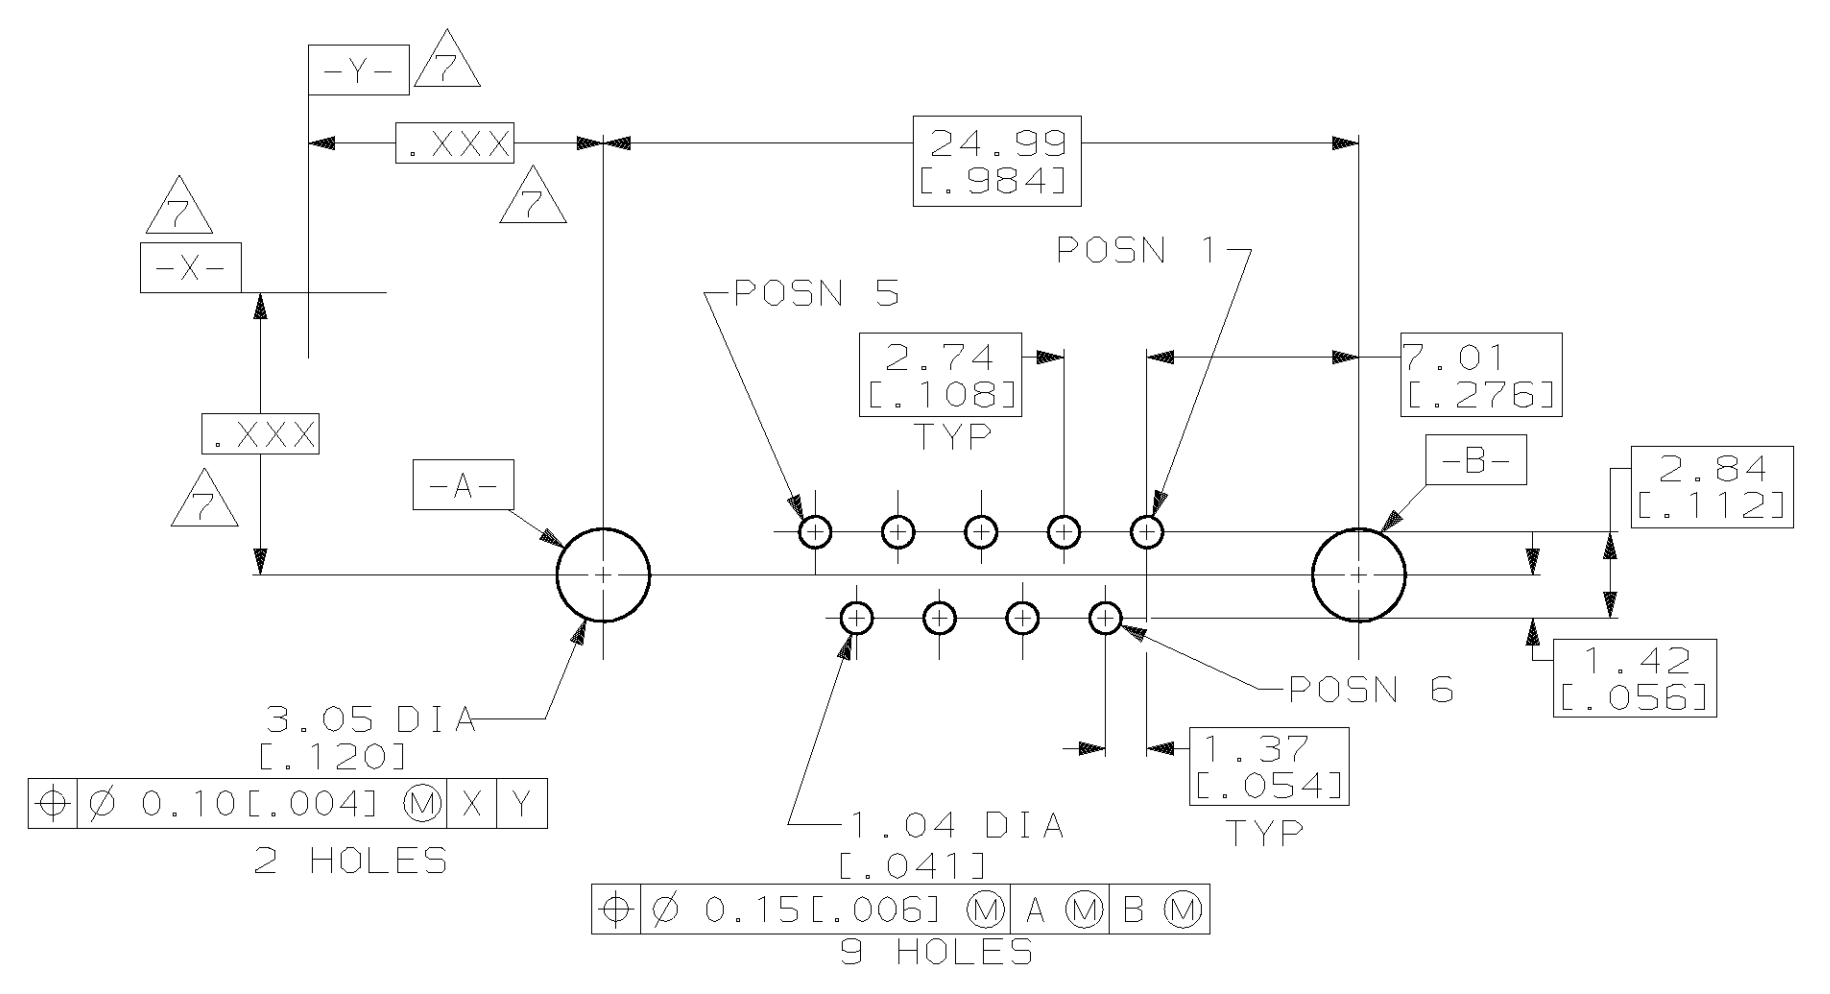 -Y-
7
.XXX
7
24.99
[.984]
7
-X-
POSN 1
POSN 5
2.74
[.108]
TYP
7.01
[.276]
.XXX
7
-A-
-B-
2.84
[.112]
1.42
[.056]
POSN 6
3.05 DIA
[.120]
⌖ Ø 0.10[.004] Ⓜ X Y
2 HOLES
1.37
[.054]
TYP
1.04 DIA
[.041]
⌖ Ø 0.15[.006] Ⓜ A Ⓜ B Ⓜ
9 HOLES